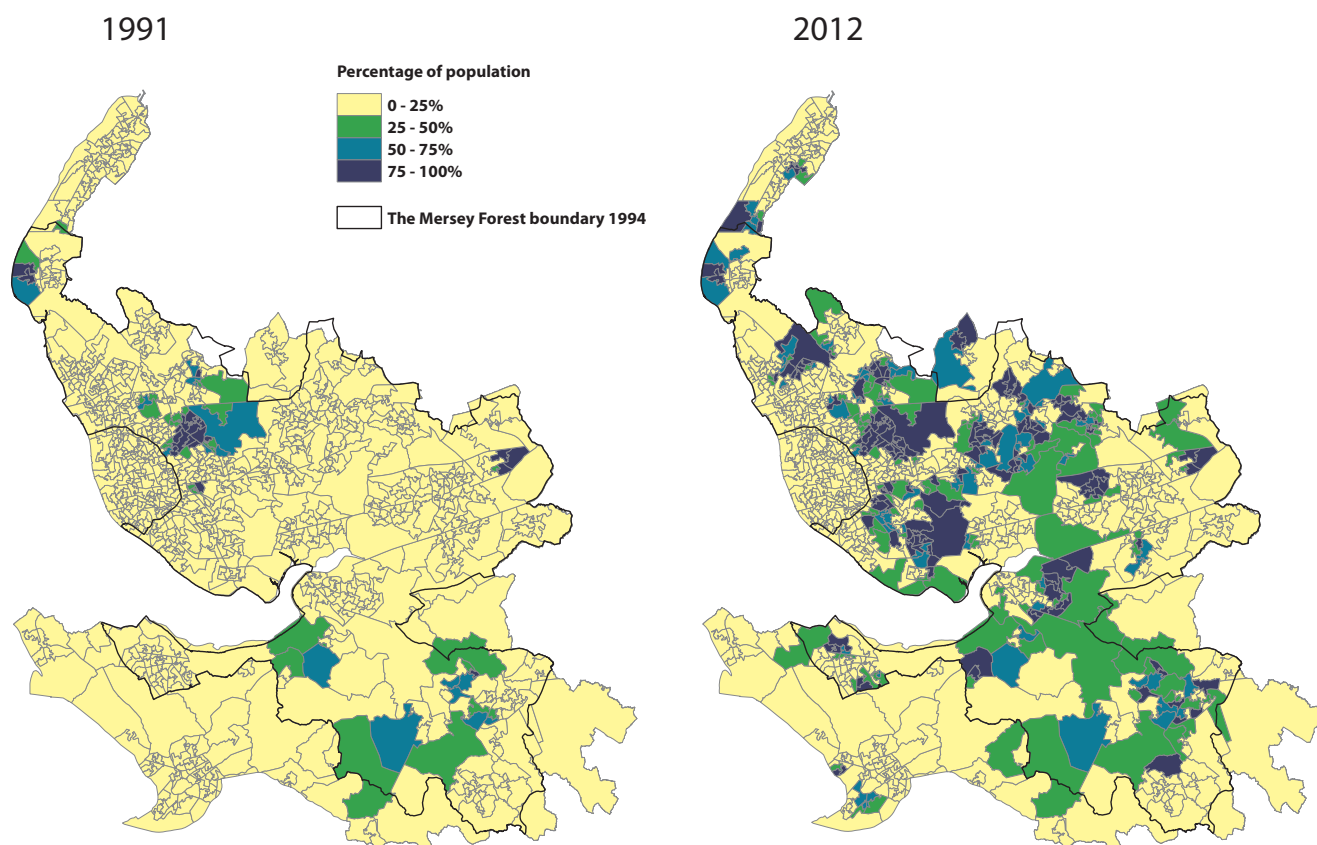 1991
2012
Percentage of population
0 - 25%
25 - 50%
50 - 75%
75 - 100%
The Mersey Forest boundary 1994